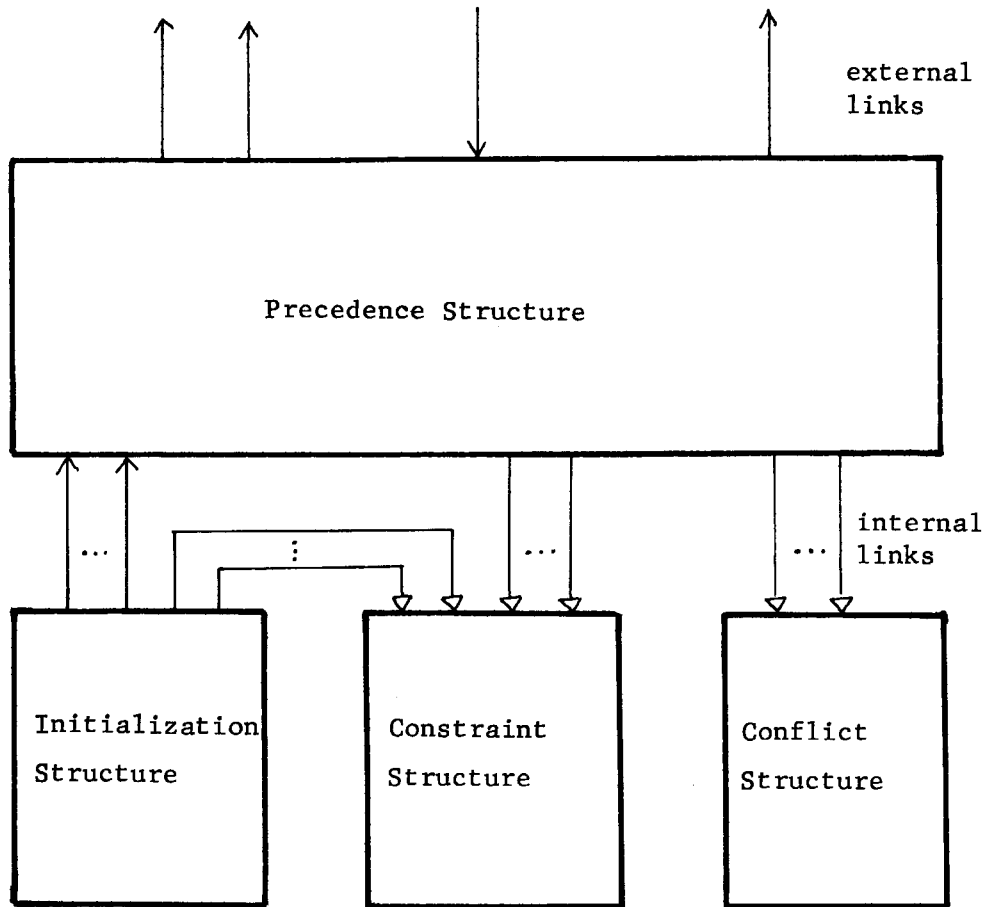 external
links
Precedence Structure
...
...
...
...
internal
links
Initialization
Structure
Constraint
Structure
Conflict
Structure